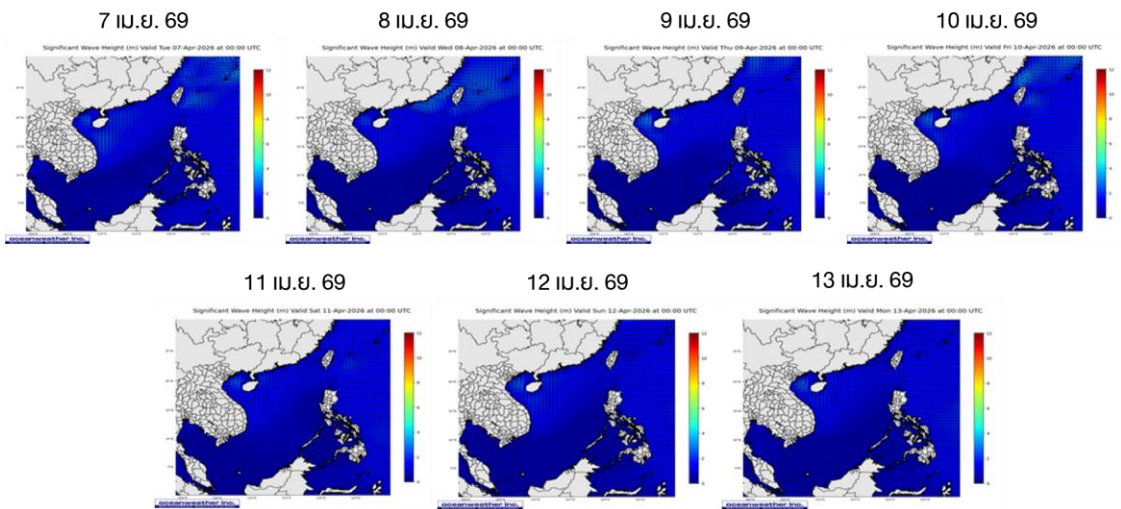 7 เม.ย. 69
8 เม.ย. 69
9 เม.ย. 69
10 เม.ย. 69
Significant Wave Height (m) Valid Tue 07-Apr-2026 at 00:00 UTC
Significant Wave Height (m) Valid Wed 08-Apr-2026 at 00:00 UTC
Significant Wave Height (m) Valid Thu 09-Apr-2026 at 00:00 UTC
Significant Wave Height (m) Valid Fri 10-Apr-2026 at 00:00 UTC
oceanweather inc.
oceanweather inc.
oceanweather inc.
oceanweather inc.
11 เม.ย. 69
12 เม.ย. 69
13 เม.ย. 69
Significant Wave Height (m) Valid Sat 11-Apr-2026 at 00:00 UTC
Significant Wave Height (m) Valid Sun 12-Apr-2026 at 00:00 UTC
Significant Wave Height (m) Valid Mon 13-Apr-2026 at 00:00 UTC
oceanweather inc.
oceanweather inc.
oceanweather inc.